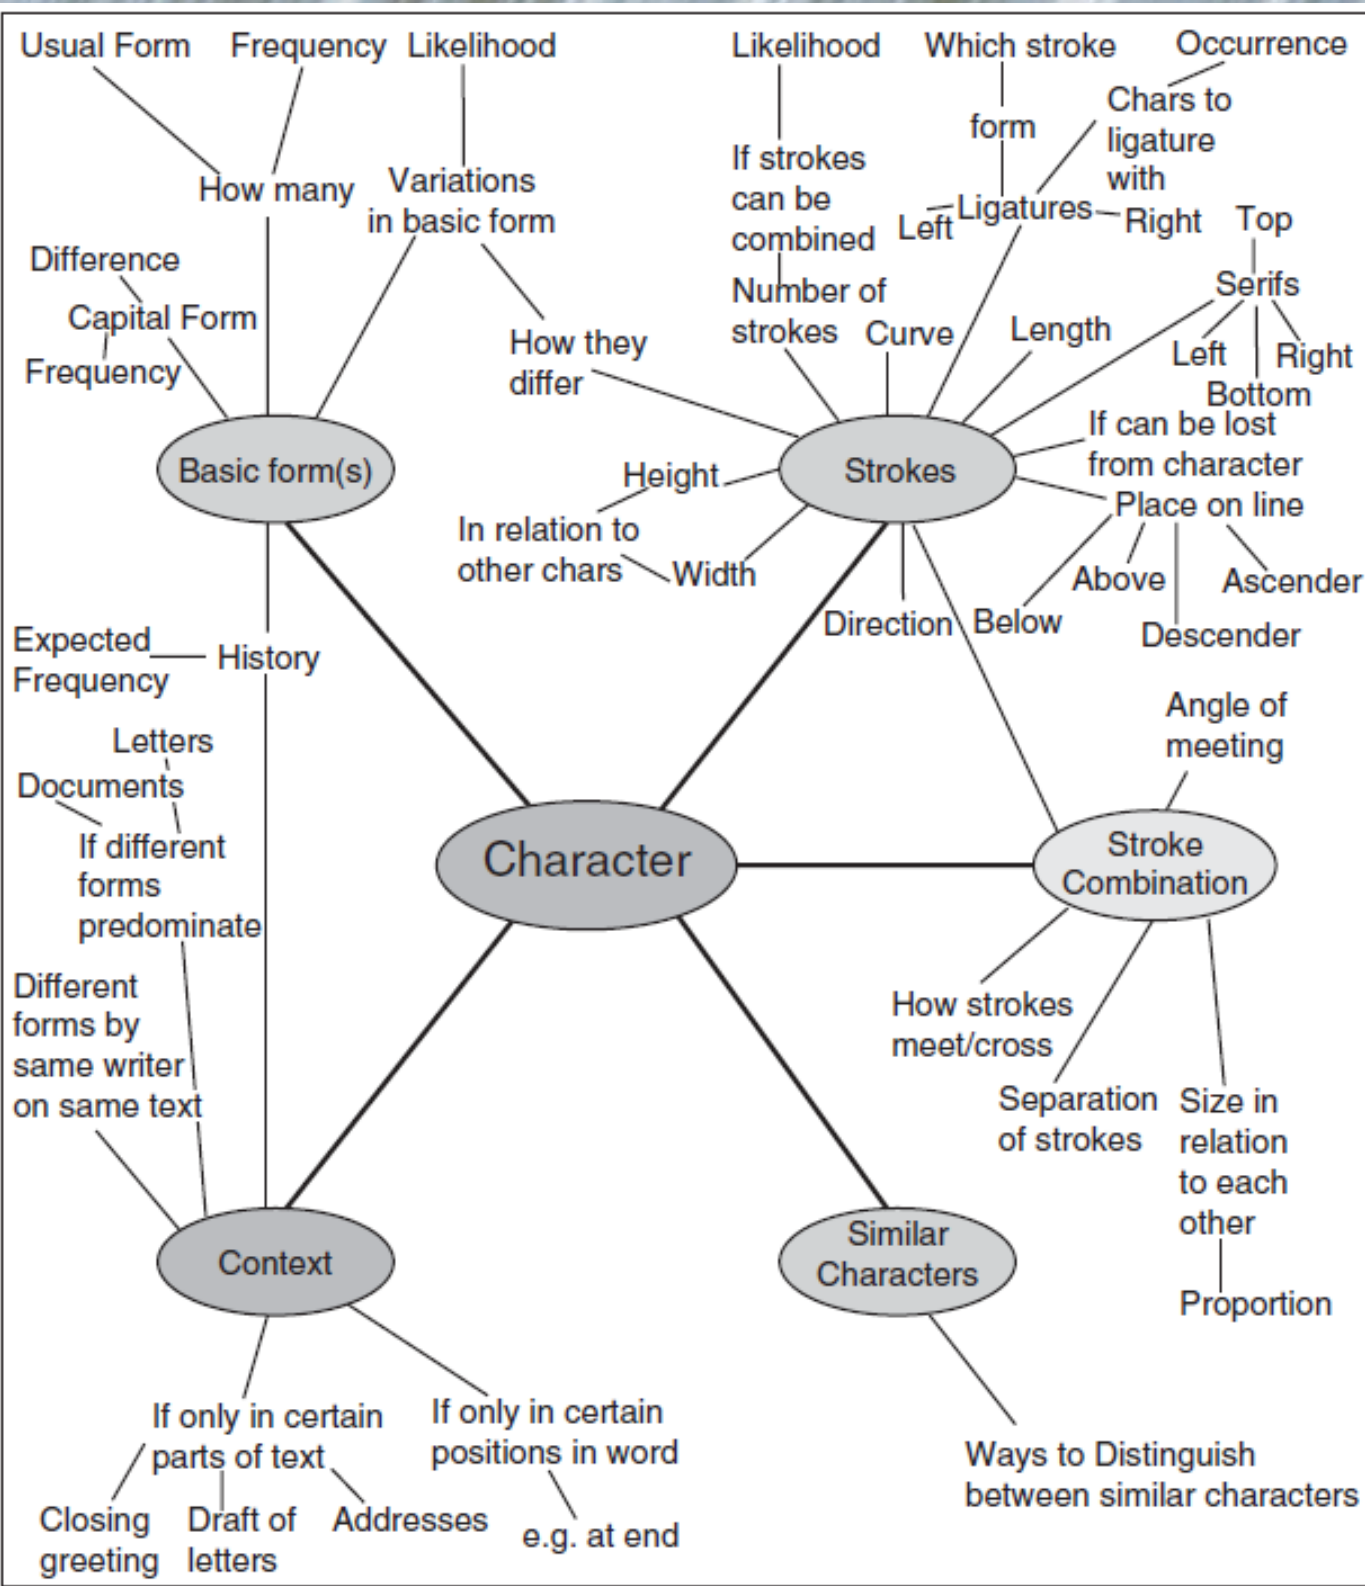 Usual Form
Frequency
Likelihood
How many
Variations
in basic form
Difference
Capital Form
Frequency
How they
differ
Basic form(s)
Likelihood
If strokes
can be
combined
Number of
strokes
Which stroke
form
Occurrence
Chars to
ligature
with
Left
Ligatures
Right
Top
Serifs
Left
Right
Bottom
Curve
Length
Strokes
If can be lost
from character
Place on line
Above
Ascender
Below
Descender
Height
In relation to
other chars
Width
Direction
Expected
Frequency
History
Letters
Documents
If different
forms
predominate
Different
forms by
same writer
on same text
Character
Angle of
meeting
Stroke
Combination
How strokes
meet/cross
Separation
of strokes
Size in
relation
to each
other
Proportion
Context
Similar
Characters
If only in certain
parts of text
If only in certain
positions in word
Closing
greeting
Draft of
letters
Addresses
e.g. at end
Ways to Distinguish
between similar characters